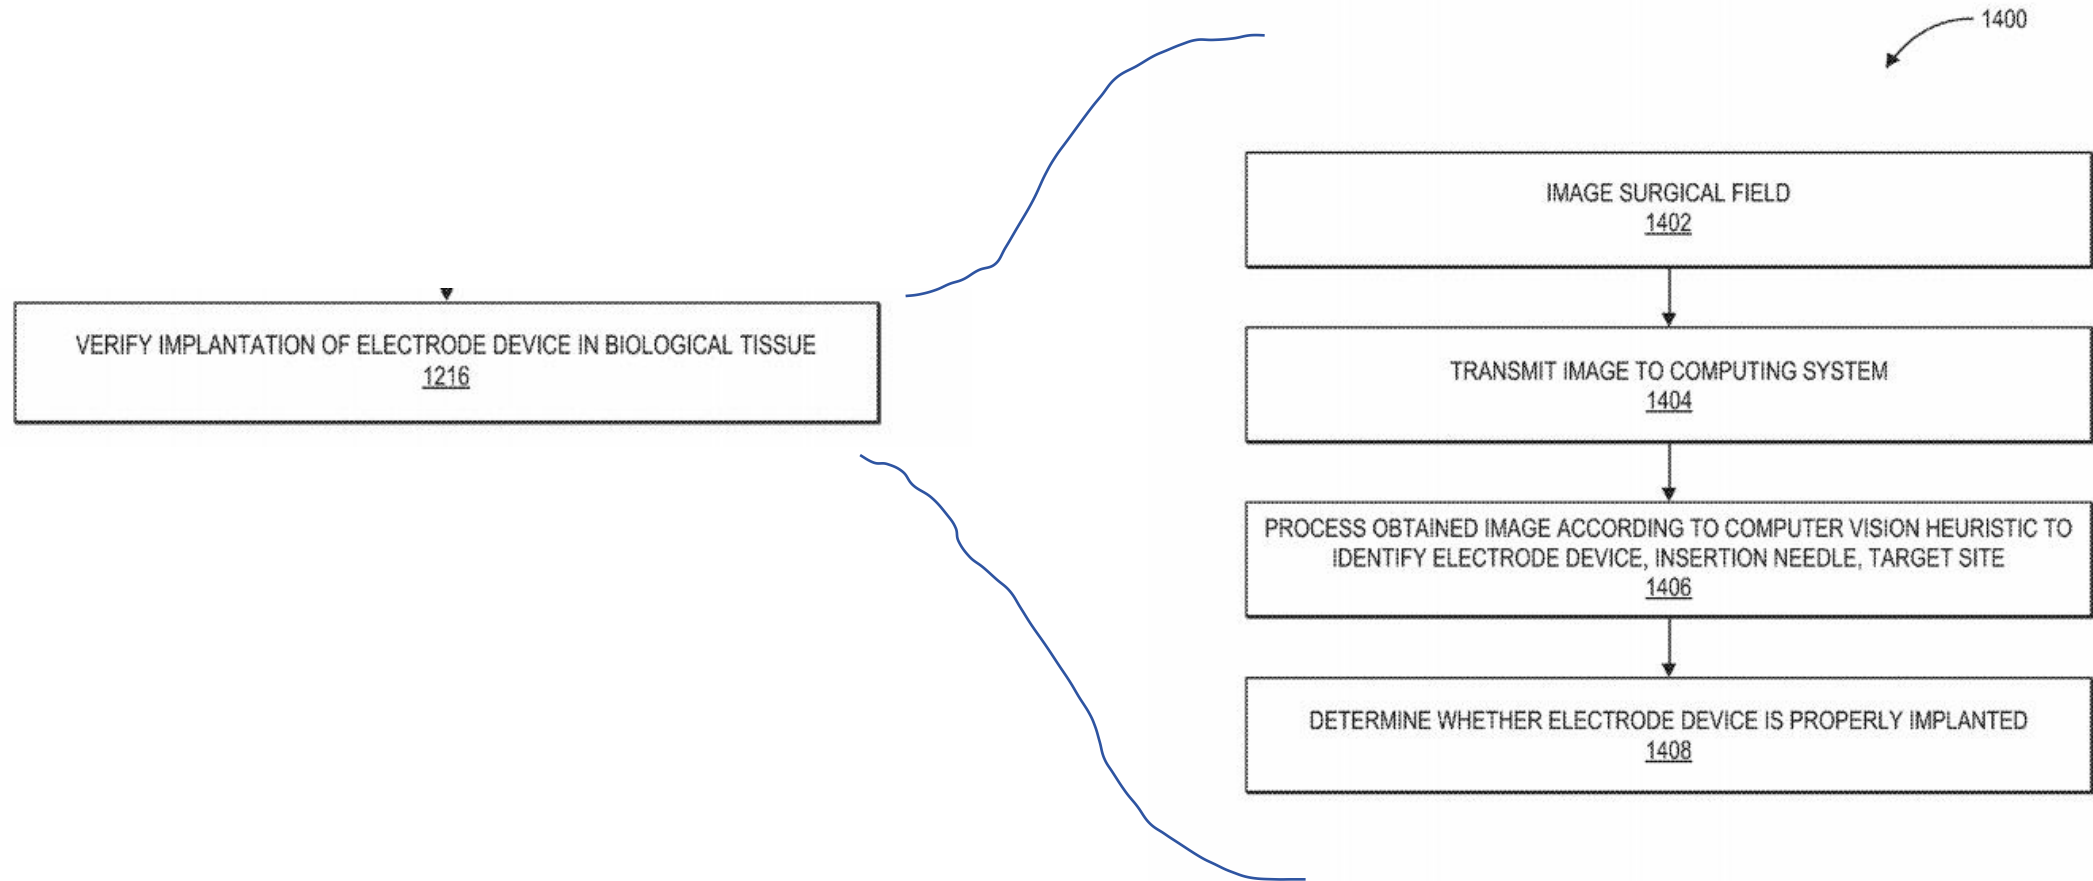 1400
VERIFY IMPLANTATION OF ELECTRODE DEVICE IN BIOLOGICAL TISSUE
1216
IMAGE SURGICAL FIELD
1402
TRANSMIT IMAGE TO COMPUTING SYSTEM
1404
PROCESS OBTAINED IMAGE ACCORDING TO COMPUTER VISION HEURISTIC TO
IDENTIFY ELECTRODE DEVICE, INSERTION NEEDLE, TARGET SITE
1406
DETERMINE WHETHER ELECTRODE DEVICE IS PROPERLY IMPLANTED
1408